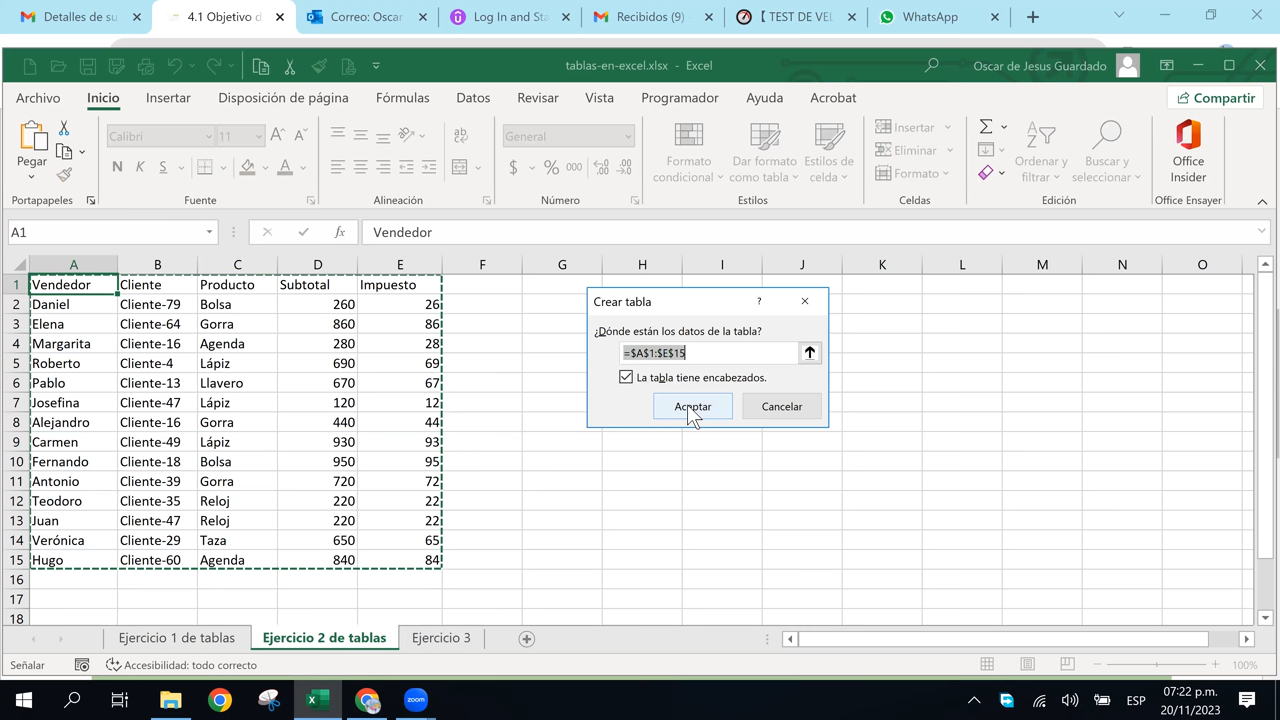 Detalles de su
4.1 Objetivo d
Correo: Oscar
Log In and Sta
Recibidos (9)
【 TEST DE VEL
WhatsApp
tablas-en-excel.xlsx - Excel
Oscar de Jesus Guardado
Archivo Inicio Insertar Disposición de página Fórmulas Datos Revisar Vista Programador Ayuda Acrobat
Compartir
Pegar
Calibri 11
N K S
General
$ % 000
Formato condicional
Dar formato como tabla
Estilos de celda
Insertar
Eliminar
Formato
Ordenar y filtrar
Buscar y seleccionar
Office Insider
Portapapeles Fuente Alineación Número Estilos Celdas Edición Office Ensayer
A1 fx Vendedor
A B C D E F G H I J K L M N O
1 Vendedor Cliente Producto Subtotal Impuesto
2 Daniel Cliente-79 Bolsa 260 26
3 Elena Cliente-64 Gorra 860 86
4 Margarita Cliente-16 Agenda 280 28
5 Roberto Cliente-4 Lápiz 690 69
6 Pablo Cliente-13 Llavero 670 67
7 Josefina Cliente-47 Lápiz 120 12
8 Alejandro Cliente-16 Gorra 440 44
9 Carmen Cliente-49 Lápiz 930 93
10 Fernando Cliente-18 Bolsa 950 95
11 Antonio Cliente-39 Gorra 720 72
12 Teodoro Cliente-35 Reloj 220 22
13 Juan Cliente-47 Reloj 220 22
14 Verónica Cliente-29 Taza 650 65
15 Hugo Cliente-60 Agenda 840 84
16
17
18
Crear tabla ?
¿Dónde están los datos de la tabla?
=$A$1:$E$15
La tabla tiene encabezados.
Aceptar Cancelar
Ejercicio 1 de tablas Ejercicio 2 de tablas Ejercicio 3
Señalar Accesibilidad: todo correcto 100%
zoom
ESP
07:22 p.m.
20/11/2023